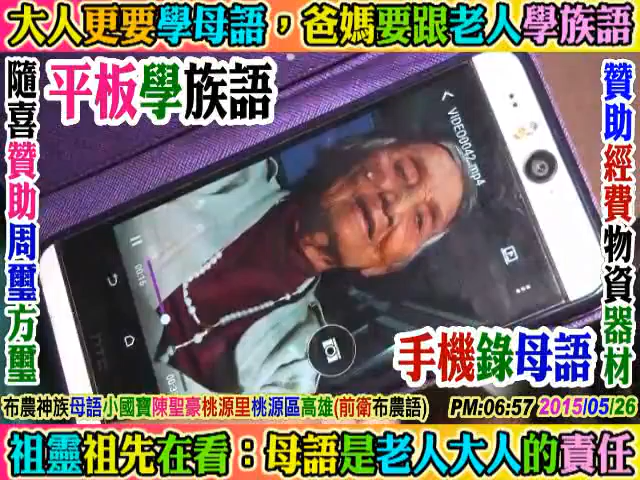 大人更要學母語，爸媽要跟老人學族語
隨喜贊助周璽方璽
平板學族語
贊助經費物資器材
VIDEO0042.mp4
00:15
hTC
手機錄母語
布農神族母語小國寶陳聖豪桃源里桃源區高雄(前衛布農語)
PM:06:57 2015/05/26
祖靈祖先在看：母語是老人大人的責任